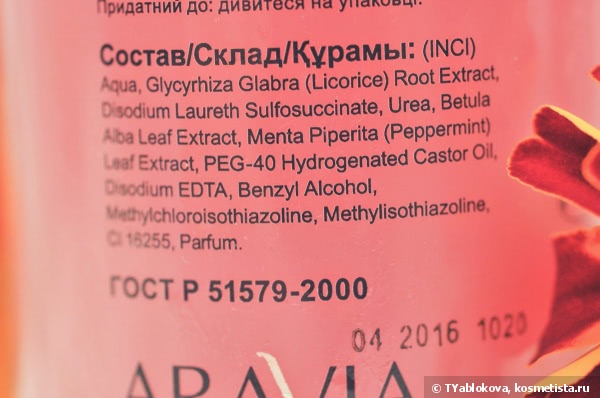 Придатний до: дивитеся на упаковці.
Состав/Склад/Құрамы: (INCI)
Aqua, Glycyrhiza Glabra (Licorice) Root Extract,
Disodium Laureth Sulfosuccinate, Urea, Betula
Alba Leaf Extract, Menta Piperita (Peppermint)
Leaf Extract, PEG-40 Hydrogenated Castor Oil,
Disodium EDTA, Benzyl Alcohol,
Methylchloroisothiazoline, Methylisothiazoline,
CI 16255, Parfum.
ГОСТ Р 51579-2000
04 2016 1020
ARAVIA
© TYablokova, kosmetista.ru